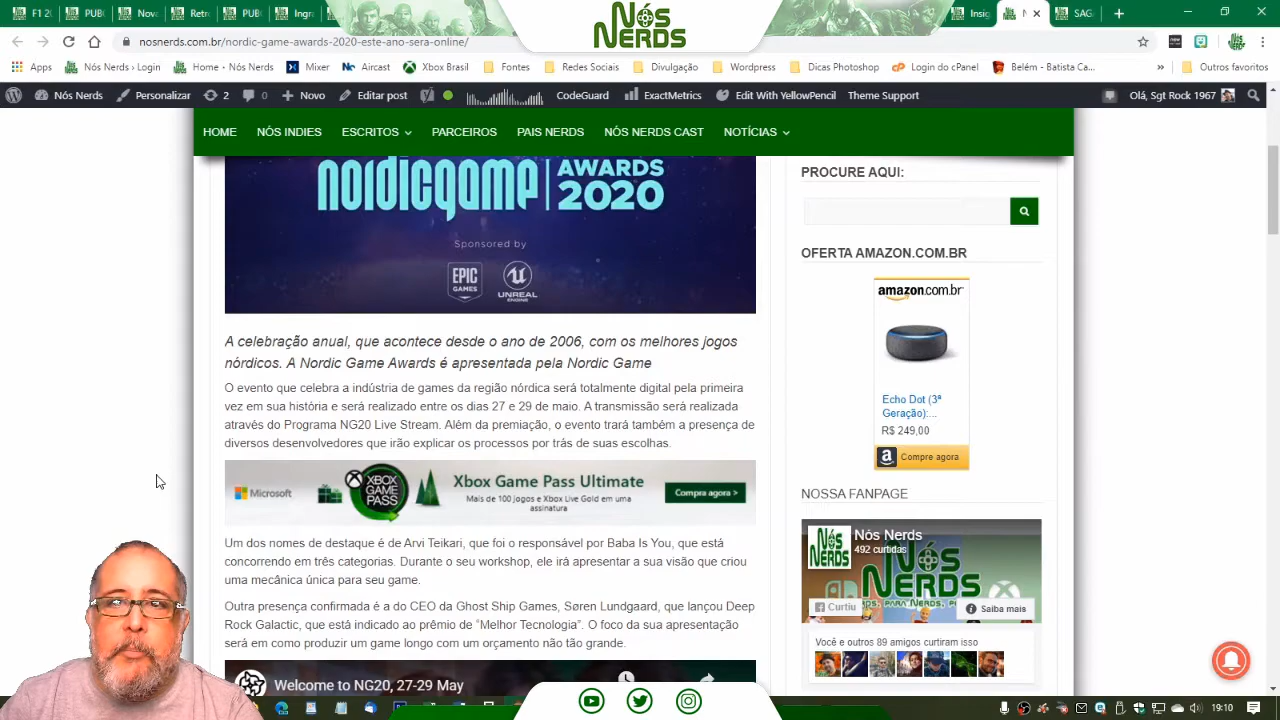 F1 20
PUBG
Nós
NERDS
Insig
SAC
nosnerds.com.br/nordic-game-awards-2020-este-ano-sera-online/
Apps
Nós Nerds › Login
Home › Nós Nerds
Mixer
Aircast
Xbox Brasil
Fontes
Redes Sociais
Divulgação
Wordpress
Dicas Photoshop
Login do cPanel
Belém - Batista Ca...
»
Outros favoritos
Nós Nerds
Personalizar
2
0
Novo
Editar post
CodeGuard
ExactMetrics
Edit With WowPencil
Theme Support
Olá, Sgt Rock 1967
HOME
NÓS INDIES
ESCRITOS
PARCEIROS
PAIS NERDS
NÓS NERDS CAST
NOTÍCIAS
nordicgame AWARDS
2020
Sponsored by
EPIC
GAMES
UNREAL
ENGINE
A celebração anual, que acontece desde o ano de 2006, com os melhores jogos
nórdicos. A Nordic Game Awards é apresentada pela Nordic Game
O evento que celebra a indústria de games da região nórdica será totalmente digital pela primeira
vez em sua história e será realizado entre os dias 27 e 29 de maio. A transmissão será realizada
através do Programa NG20 Live Stream. Além da premiação, o evento trará também a presença de
diversos desenvolvedores que irão explicar os processos por trás de suas escolhas.
Microsoft
XBOX
GAME
PASS
Xbox Game Pass Ultimate
Mais de 100 jogos e Xbox Live Gold em uma
assinatura
Compra agora >
Um dos nomes de destaque é de Arvi Teikari, que foi o responsável por Baba Is You, que está
concorrendo em três categorias. Durante o seu workshop, ele irá apresentar a sua visão que criou
uma mecânica única para seu game.
Outra presença confirmada é a do CEO da Ghost Ship Games, Søren Lundgaard, que lançou Deep
Rock Galactic, que está indicado ao prêmio de “Melhor Tecnologia”. O foco da sua apresentação
será em como produzir um game longo com um orçamento não tão grande.
come to NG20, 27-29 May
PROCURE AQUI:
OFERTA AMAZON.COM.BR
amazon.com.br
Echo Dot (3ª
Geração):...
R$ 249,00
Compre agora
NOSSA FANPAGE
Nós
NERDS
Nós Nerds
492 curtidas
Nós
NERDS
Curtiu
Saiba mais
Você e outros 89 amigos curtiram isso
19:10